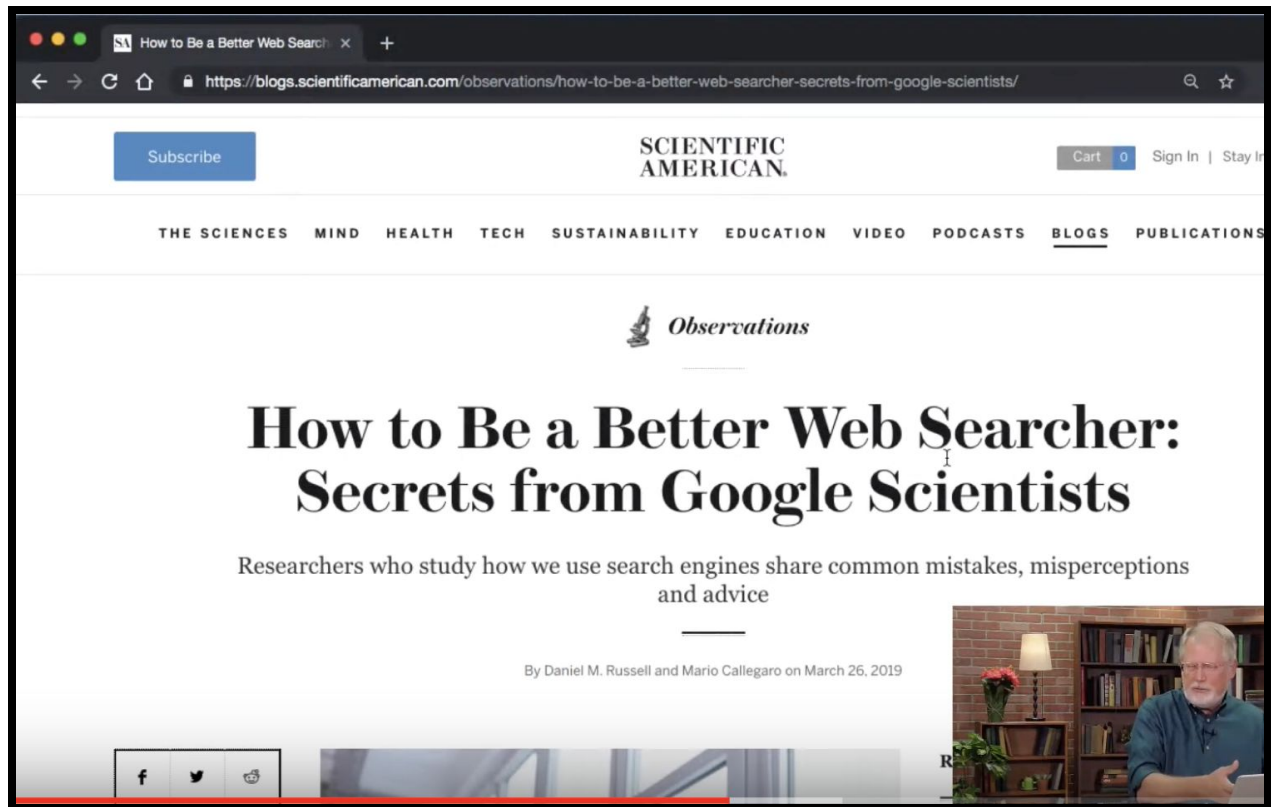 SA How to Be a Better Web Search
https://blogs.scientificamerican.com/observations/how-to-be-a-better-web-searcher-secrets-from-google-scientists/
Subscribe
SCIENTIFIC
AMERICAN.
Cart 0 Sign In | Stay In
THE SCIENCES MIND HEALTH TECH SUSTAINABILITY EDUCATION VIDEO PODCASTS BLOGS PUBLICATIONS
Observations
How to Be a Better Web Searcher:
Secrets from Google Scientists
Researchers who study how we use search engines share common mistakes, misperceptions
and advice
By Daniel M. Russell and Mario Callegaro on March 26, 2019
R